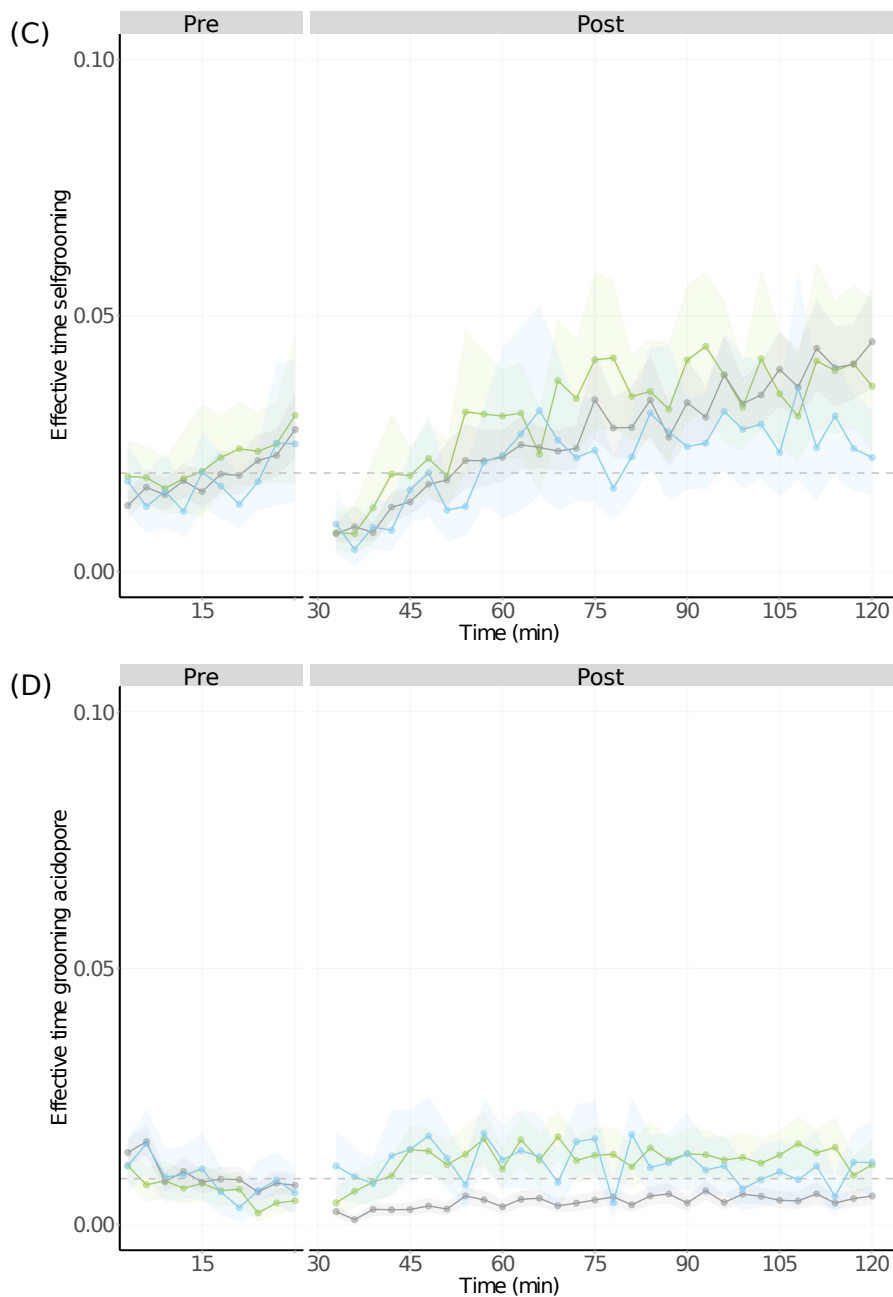 (C)
Pre
Post
0.10
0.05
0.00
Effective time selfgrooming
15
30
45
60
75
90
105
120
Time (min)
(D)
Pre
Post
0.10
0.05
0.00
Effective time grooming acidopore
15
30
45
60
75
90
105
120
Time (min)